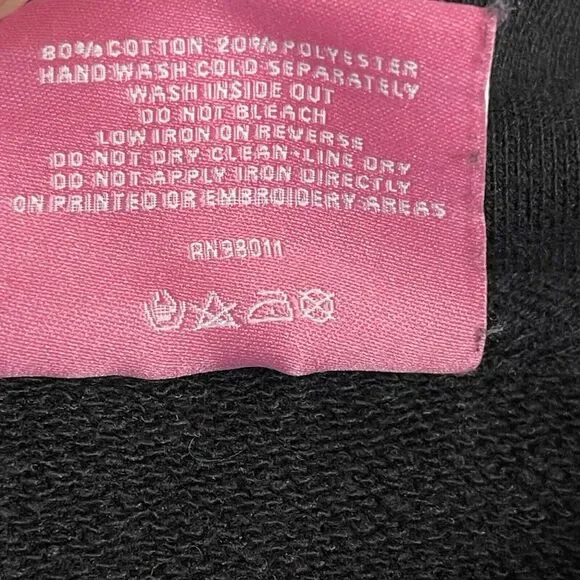 80% COTTON 20% POLYESTER
HAND WASH COLD SEPARATELY
WASH INSIDE OUT
DO NOT BLEACH
LOW IRON ON REVERSE
DO NOT DRY CLEAN-LINE DRY
DO NOT APPLY IRON DIRECTLY
ON PRINTED OR EMBROIDERY AREAS
RN98011